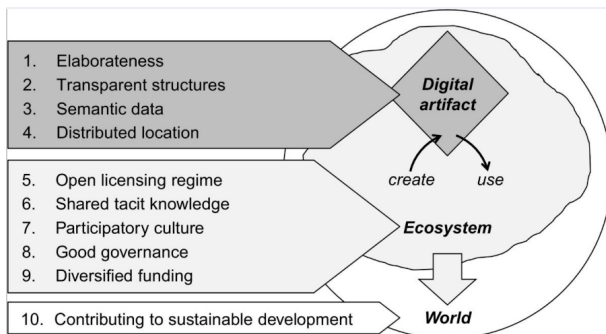 1. Elaborateness
2. Transparent structures
3. Semantic data
4. Distributed location
Digital
artifact
create
use
5. Open licensing regime
6. Shared tacit knowledge
7. Participatory culture
8. Good governance
9. Diversified funding
Ecosystem
10. Contributing to sustainable development
World